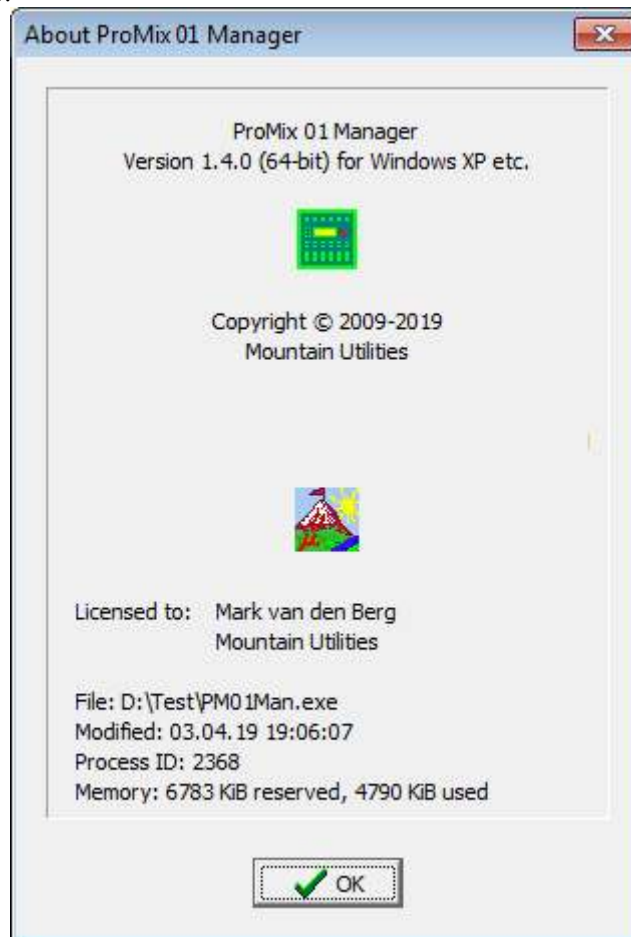 About ProMix 01 Manager
ProMix 01 Manager
Version 1.4.0 (64-bit) for Windows XP etc.
Copyright © 2009-2019
Mountain Utilities
µ
Licensed to: Mark van den Berg
Mountain Utilities
File: D:\Test\PM01Man.exe
Modified: 03.04.19 19:06:07
Process ID: 2368
Memory: 6783 KiB reserved, 4790 KiB used
OK